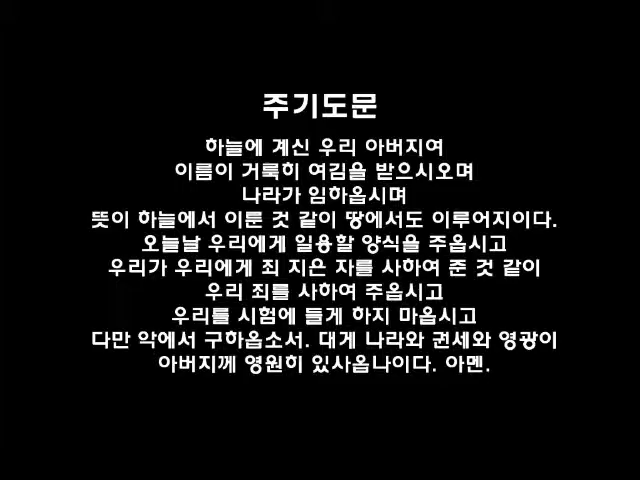 주기도문
하늘에 계신 우리 아버지여
이름이 거룩히 여김을 받으시오며
나라가 임하옵시며
뜻이 하늘에서 이룬 것 같이 땅에서도 이루어지이다.
오늘날 우리에게 일용할 양식을 주옵시고
우리가 우리에게 죄 지은 자를 사하여 준 것 같이
우리 죄를 사하여 주옵시고
우리를 시험에 들게 하지 마옵시고
다만 악에서 구하옵소서. 대게 나라와 권세와 영광이
아버지께 영원히 있사옵나이다. 아멘.